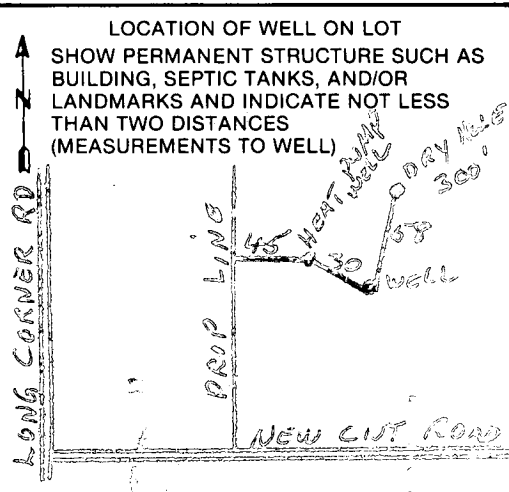 LOCATION OF WELL ON LOT
SHOW PERMANENT STRUCTURE SUCH AS
BUILDING, SEPTIC TANKS, AND/OR
LANDMARKS AND INDICATE NOT LESS
THAN TWO DISTANCES
(MEASUREMENTS TO WELL)
N
LONG CORNER RD
PROP LINE
45
HEAT PUMP
WELL
30
WELL
58
DRY HOLE
300'
NEW CUT ROAD